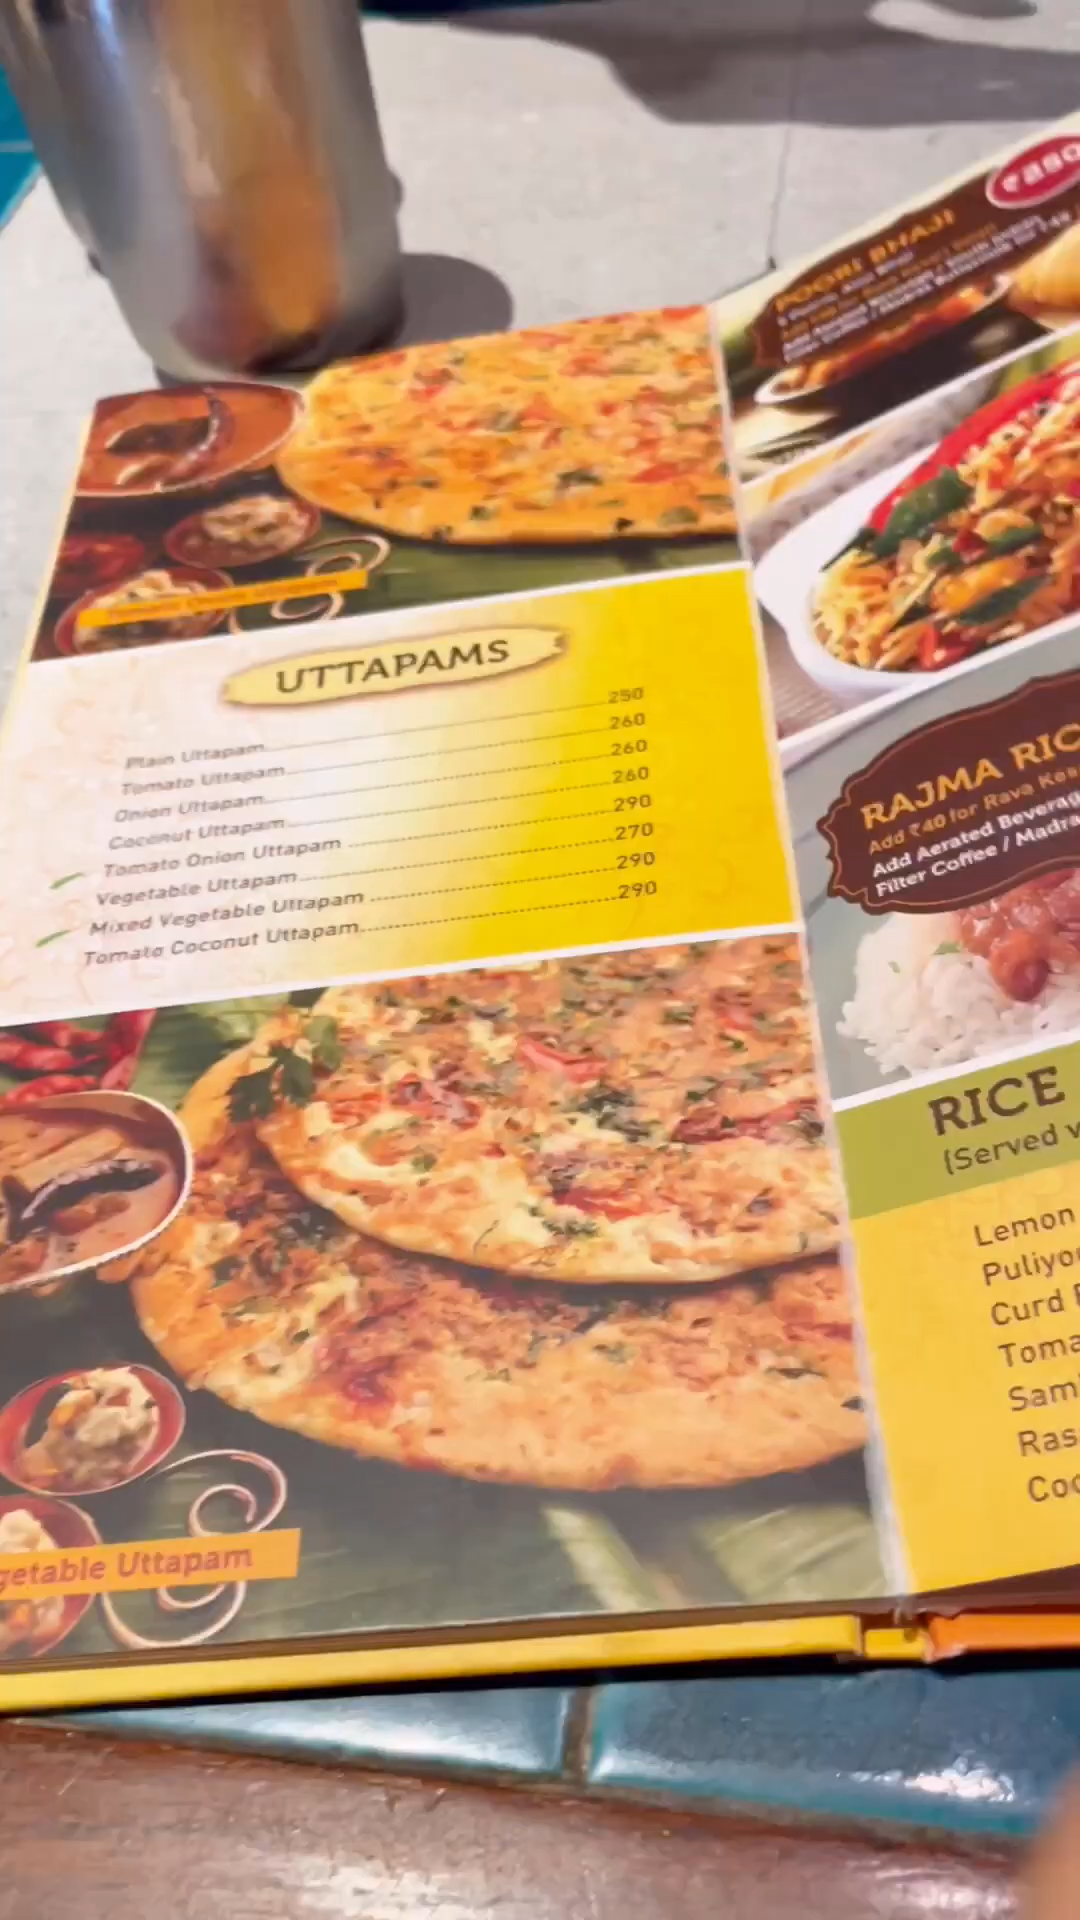 UTTAPAMS
Plain Uttapam 250
Tomato Uttapam 260
Onion Uttapam 260
Coconut Uttapam 260
Tomato Onion Uttapam 290
Vegetable Uttapam 270
Mixed Vegetable Uttapam 290
Tomato Coconut Uttapam 290
getable Uttapam
POORI BHAJI
RAJMA RIC
Add ₹40 for Rava Kes
Add Aerated Beverag
Filter Coffee / Madra
RICE
(Served
Lemon
Puliyo
Curd
Toma
Sam
Ras
Coc